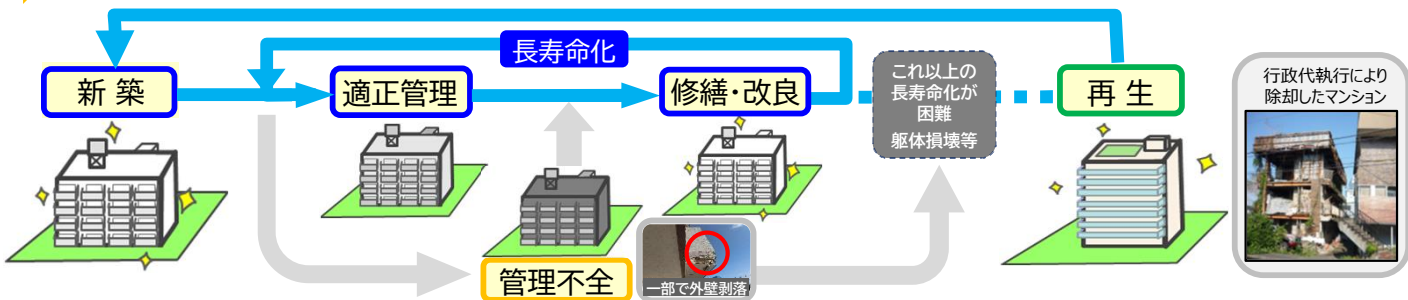 長寿命化
新築
適正管理
修繕・改良
これ以上の
長寿命化が
困難
躯体損壊等
再生
行政代執行により
除却したマンション
管理不全
一部で外壁剥落